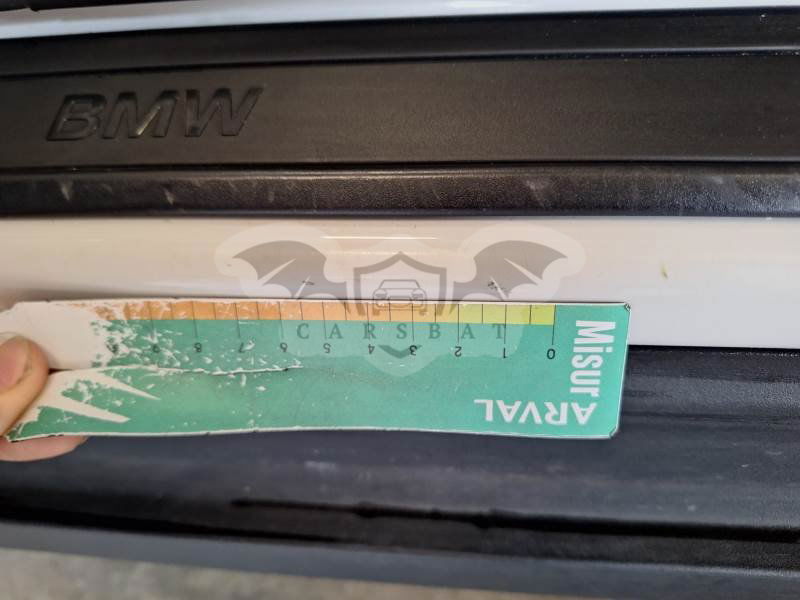 BMW
CARSBAT
9 8 7 6 5 4 3 2 1 0
Misur
ARVAL